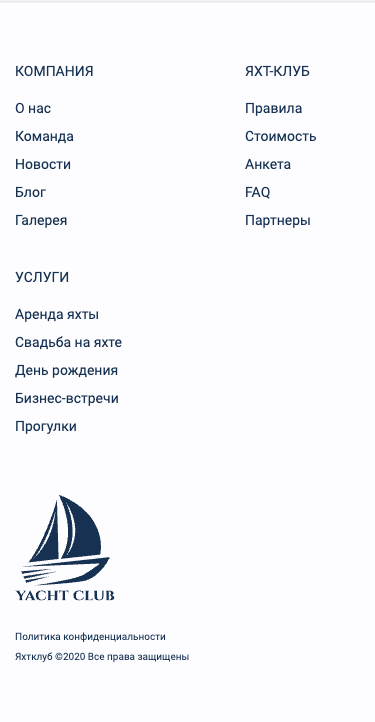 КОМПАНИЯ
О нас
Команда
Новости
Блог
Галерея
ЯХТ-КЛУБ
Правила
Стоимость
Анкета
FAQ
Партнеры
УСЛУГИ
Аренда яхты
Свадьба на яхте
День рождения
Бизнес-встречи
Прогулки
YACHT CLUB
Политика конфиденциальности
Яхтклуб ©2020 Все права защищены